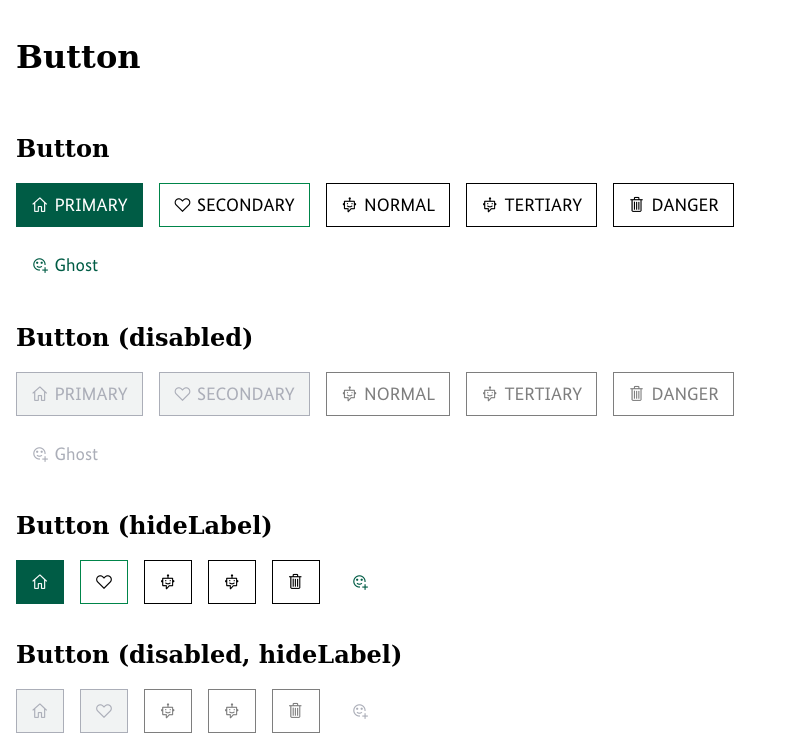 Button
Button
PRIMARY SECONDARY NORMAL TERTIARY DANGER
Ghost
Button (disabled)
PRIMARY SECONDARY NORMAL TERTIARY DANGER
Ghost
Button (hideLabel)
Button (disabled, hideLabel)